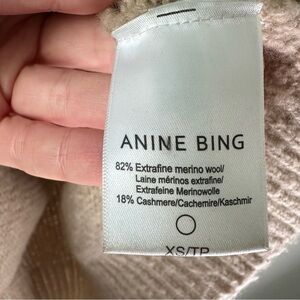 ANINE BING
82% Extrafine merino wool/
Laine mérinos extrafine/
Extrafeine Merinowolle
18% Cashmere/Cachemire/Kaschmir
XS/TP